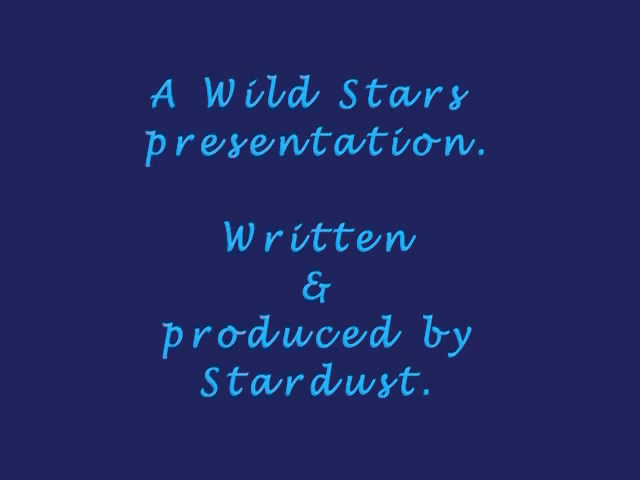 A Wild Stars
presentation.
Written
&
produced by
Stardust.